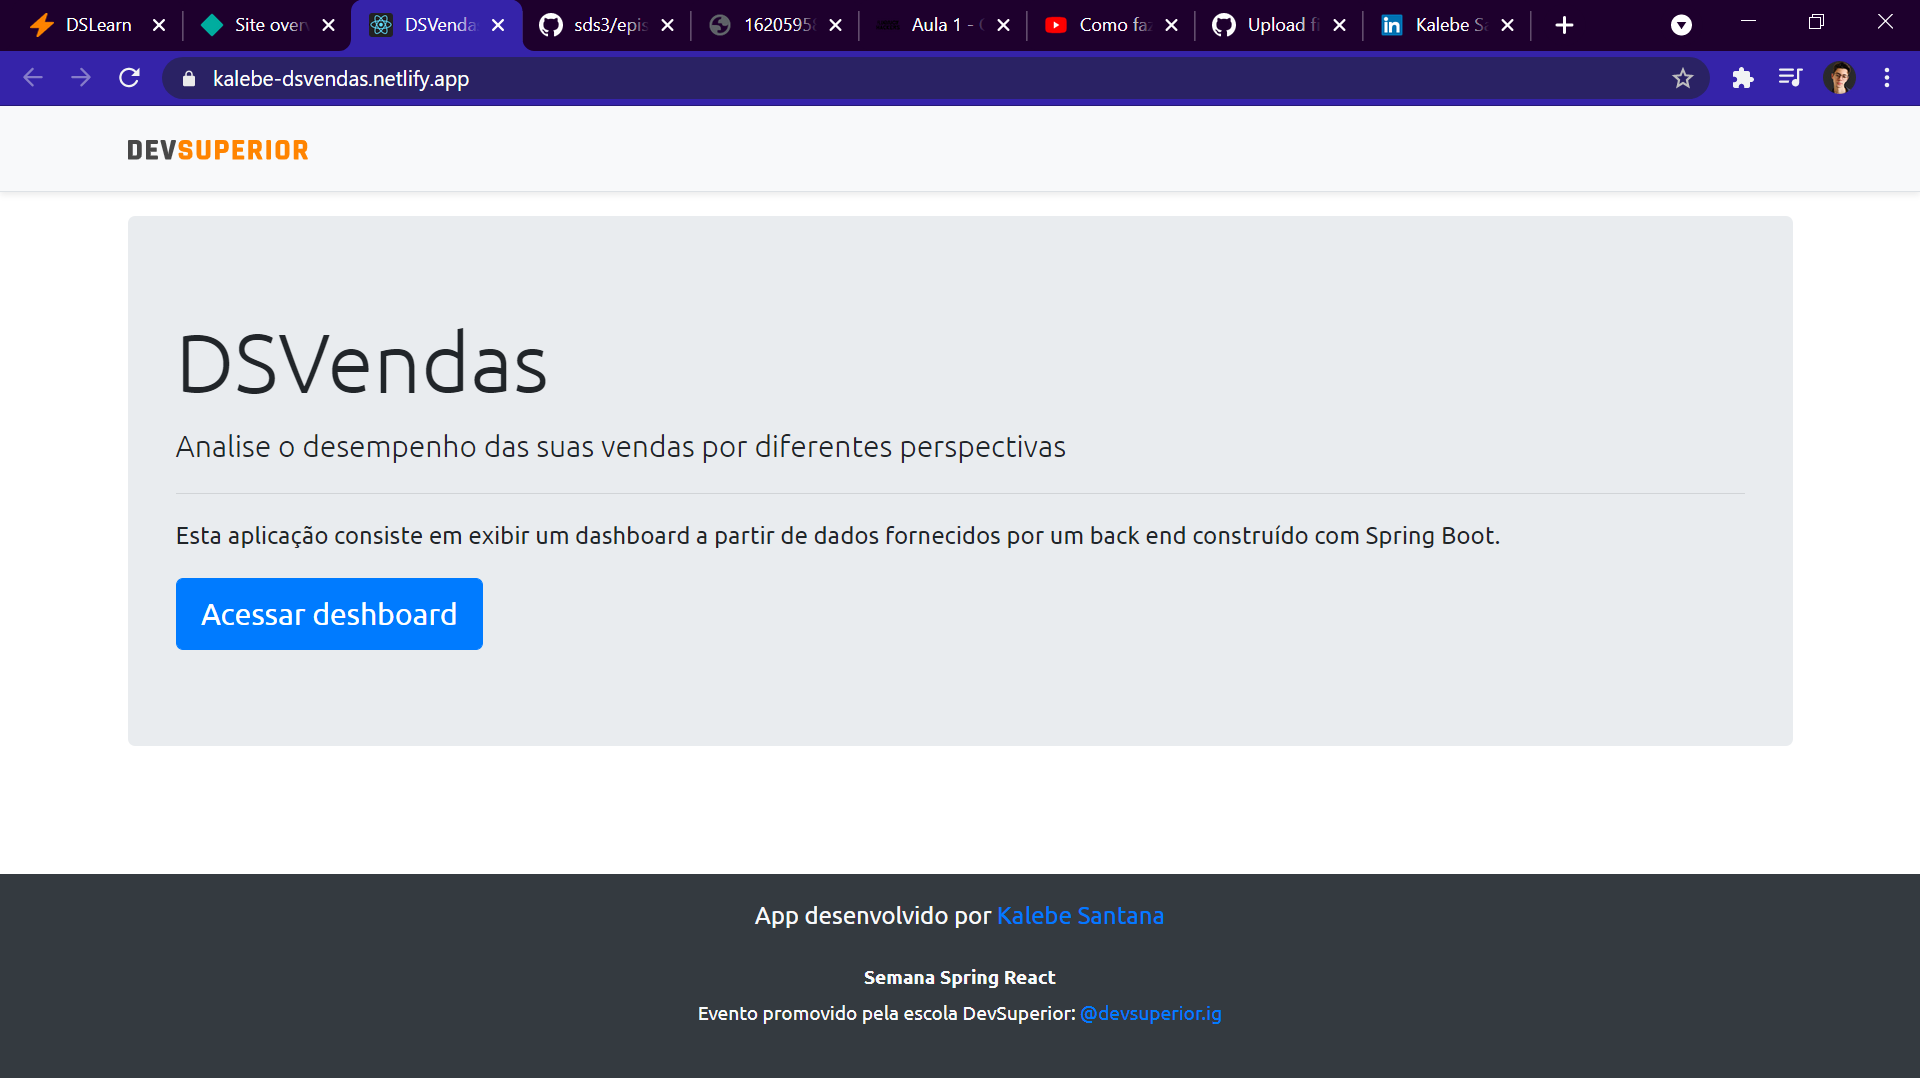 DSLearn
Site over
DSVenda
sds3/epis
1620595
Aula 1 -
Como fa
Upload f
Kalebe S
kalebe-dsvendas.netlify.app
DEVSUPERIOR
DSVendas
Analise o desempenho das suas vendas por diferentes perspectivas
Esta aplicação consiste em exibir um dashboard a partir de dados fornecidos por um back end construído com Spring Boot.
Acessar deshboard
App desenvolvido por Kalebe Santana
Semana Spring React
Evento promovido pela escola DevSuperior: @devsuperior.ig